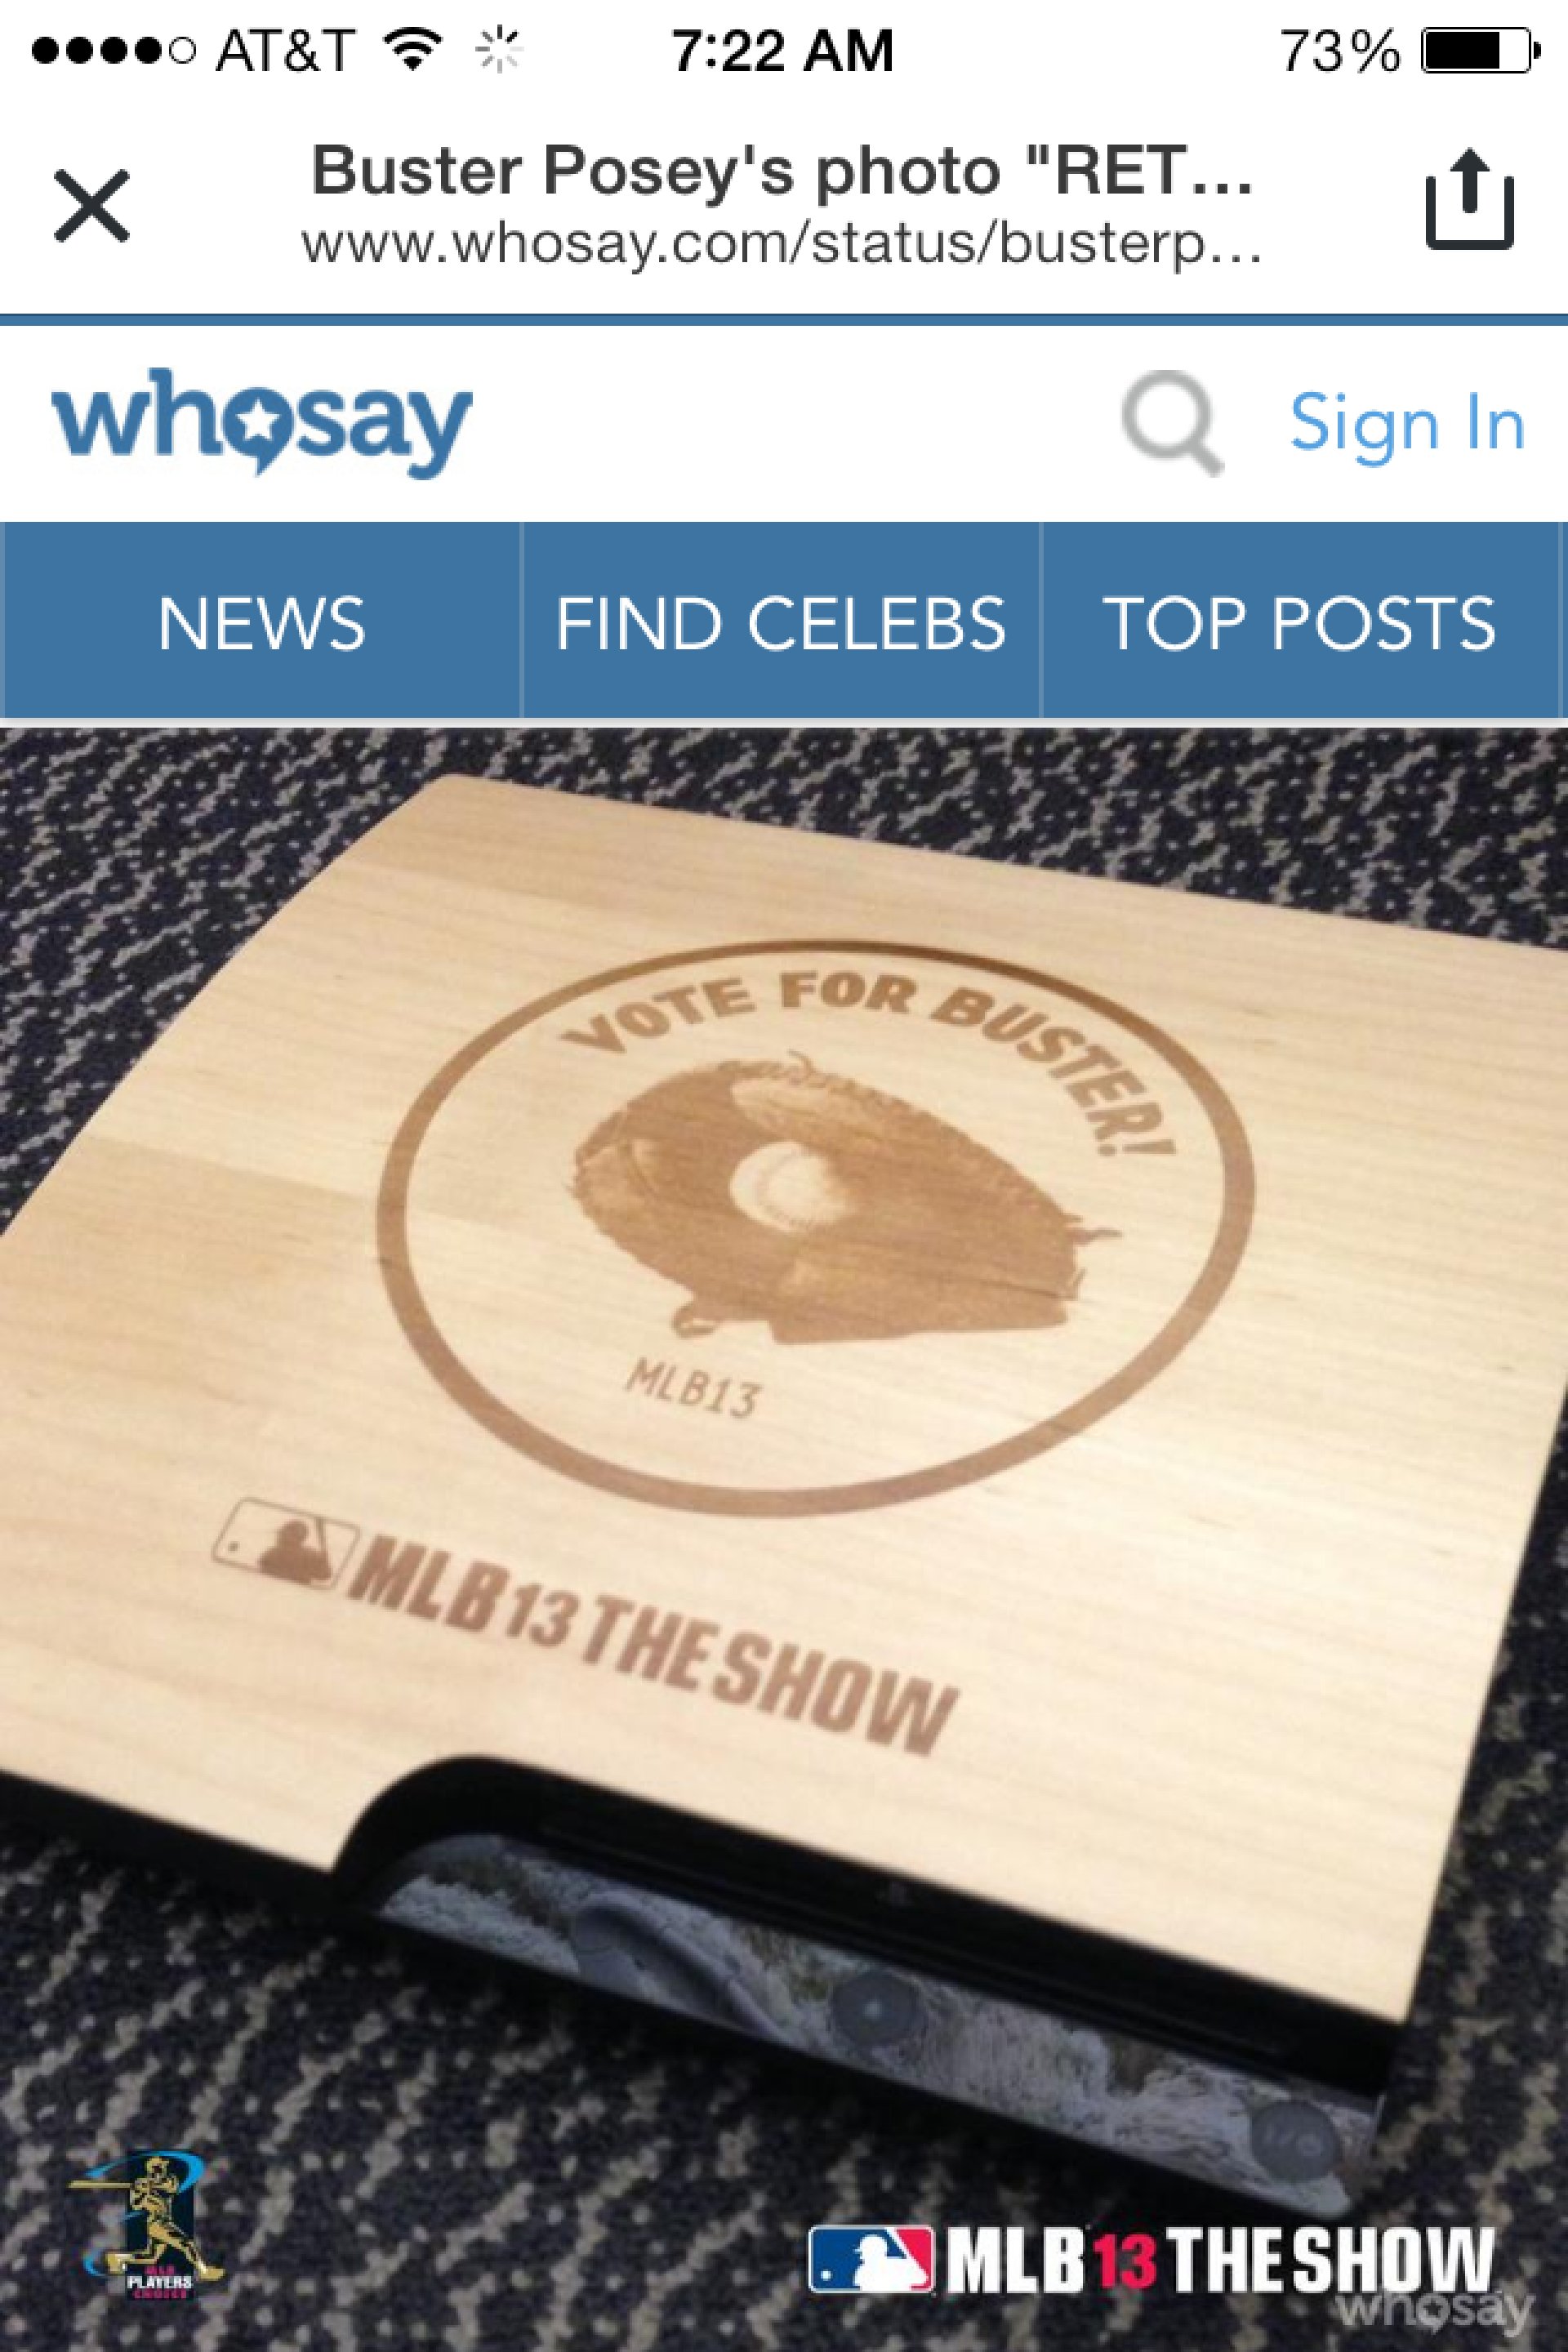 AT&T 7:22 AM 73%
Buster Posey's photo "RET...
www.whosay.com/status/busterp...
whosay
Sign In
NEWS FIND CELEBS TOP POSTS
VOTE FOR BUSTER!
MLB13
MLB 13 THE SHOW
MLB
PLAYERS
CHOICE
MLB 13 THE SHOW
whosay